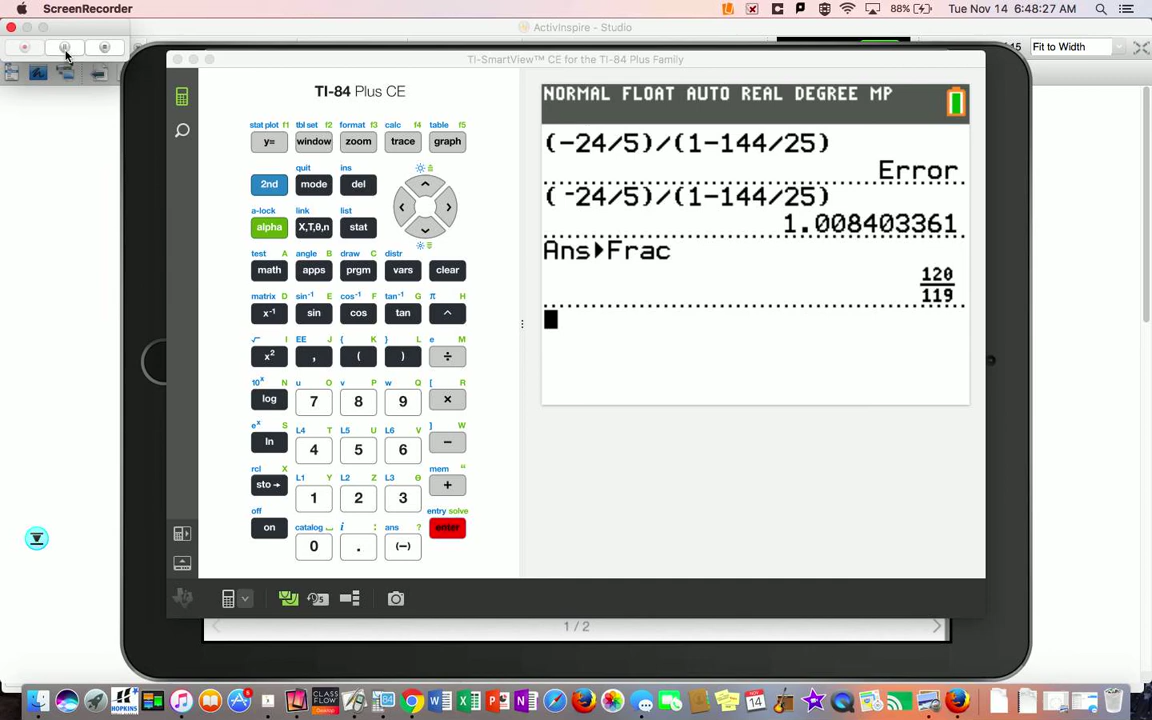 ScreenRecorder
88%
Tue Nov 14 6:48:27 AM
ActivInspire - Studio
Fit to Width
TI-SmartView™ CE for the TI-84 Plus Family
TI-84 Plus CE
stat plot f1 tbl set f2 format f3 calc f4 table f5
y= window zoom trace graph
quit ins
2nd mode del
a-lock link list
alpha X,T,θ,n stat
test A angle B draw C distr
math apps prgm vars clear
matrix D sin⁻¹ E cos⁻¹ F tan⁻¹ G π H
x⁻¹ sin cos tan ^
√ I EE J { K } L e M
x² , ( ) ÷
10ˣ N u O v P w Q [ R
log 7 8 9 ×
eˣ S L4 T L5 U L6 V ] W
ln 4 5 6 −
rcl X L1 Y L2 Z L3 θ mem "
sto→ 1 2 3 +
off catalog i : ans ? entry solve
on 0 . (−) enter
NORMAL FLOAT AUTO REAL DEGREE MP
(−24/5)/(1−144/25)
Error
(-24/5)/(1−144/25)
1.008403361
Ans▶Frac
120
119
1 / 2
HOPKINS
CLASS
FLOW
NOV
14